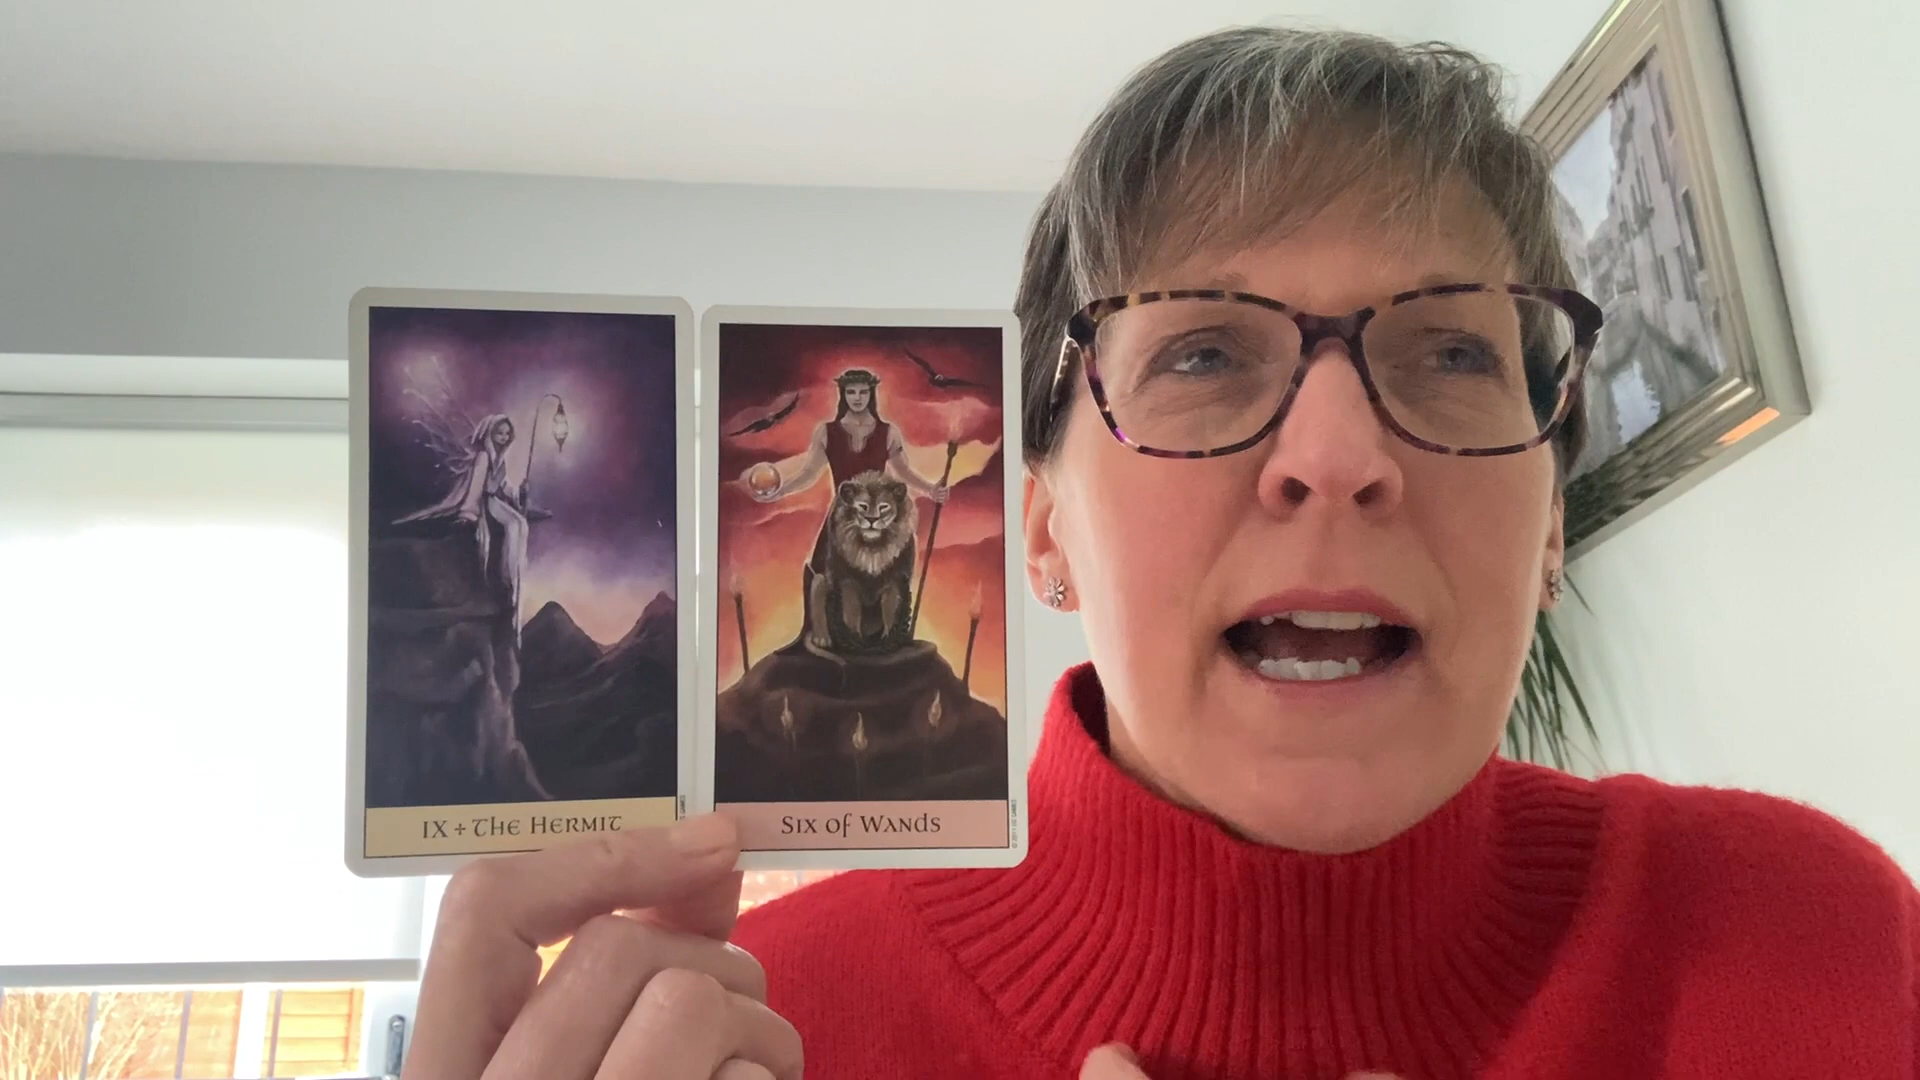 IX + The Hermit
Six of Wands